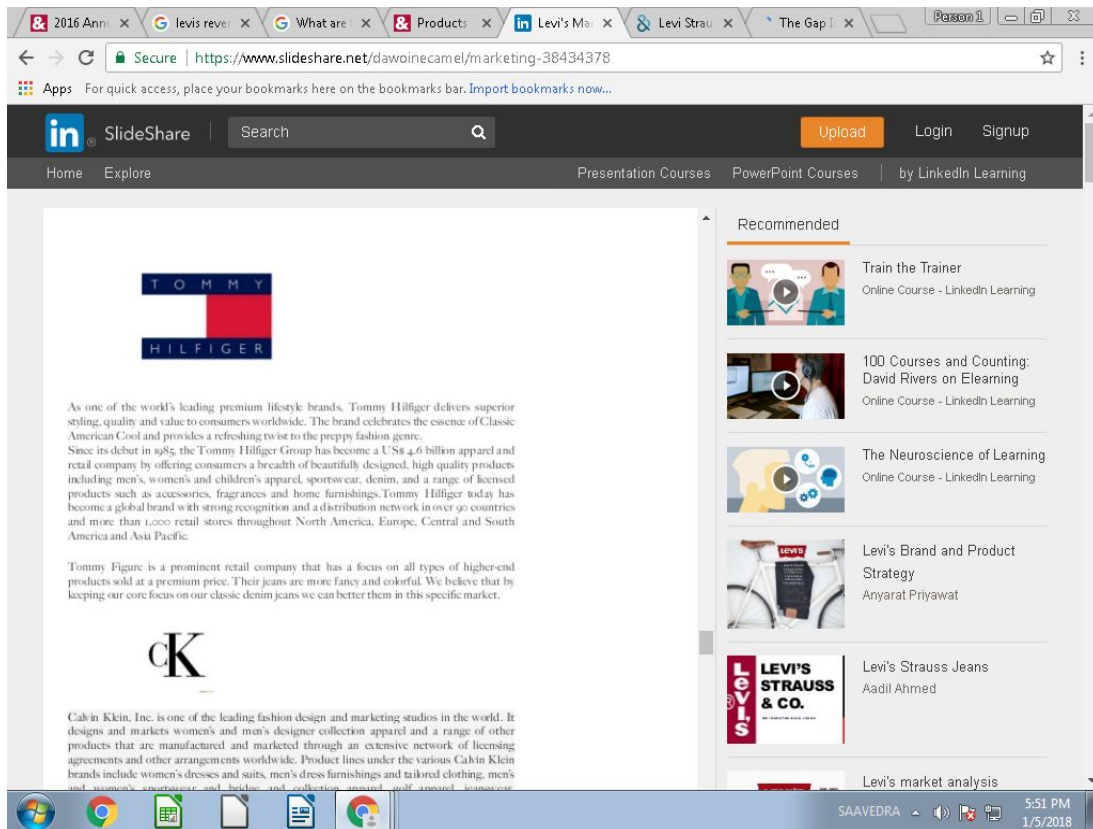 2016 Annu
levis rever
What are t
Products -
Levi's Mar
Levi Strau
The Gap I
Person 1
Secure | https://www.slideshare.net/dawoinecamel/marketing-38434378
Apps For quick access, place your bookmarks here on the bookmarks bar. Import bookmarks now...
in SlideShare
Search
Upload
Login
Signup
Home
Explore
Presentation Courses
PowerPoint Courses
by LinkedIn Learning
TOMMY
HILFIGER
As one of the world's leading premium lifestyle brands, Tommy Hilfiger delivers superior
styling, quality and value to consumers worldwide. The brand celebrates the essence of Classic
American Cool and provides a refreshing twist to the preppy fashion genre.
Since its debut in 1985, the Tommy Hilfiger Group has become a US$ 4.6 billion apparel and
retail company by offering consumers a breadth of beautifully designed, high quality products
including men's, women's and children's apparel, sportswear, denim, and a range of licensed
products such as accessories, fragrances and home furnishings.Tommy Hilfiger today has
become a global brand with strong recognition and a distribution network in over 90 countries
and more than 1,000 retail stores throughout North America, Europe, Central and South
America and Asia Pacific.
Tommy Figure is a prominent retail company that has a focus on all types of higher-end
products sold at a premium price. Their jeans are more fancy and colorful. We believe that by
keeping our core focus on our classic denim jeans we can better them in this specific market.
cK
Calvin Klein, Inc. is one of the leading fashion design and marketing studios in the world. It
designs and markets women's and men's designer collection apparel and a range of other
products that are manufactured and marketed through an extensive network of licensing
agreements and other arrangements worldwide. Product lines under the various Calvin Klein
brands include women's dresses and suits, men's dress furnishings and tailored clothing, men's
and women's sportswear and bridge and collection apparel, golf apparel, jeanswear,
Recommended
Train the Trainer
Online Course - LinkedIn Learning
100 Courses and Counting:
David Rivers on Elearning
Online Course - LinkedIn Learning
The Neuroscience of Learning
Online Course - LinkedIn Learning
LEVI'S
Levi's Brand and Product
Strategy
Anyarat Priyawat
Levi's
LEVI'S
STRAUSS
& CO.
Levi's Strauss Jeans
Aadil Ahmed
Levi's market analysis
SAAVEDRA
5:51 PM
1/5/2018